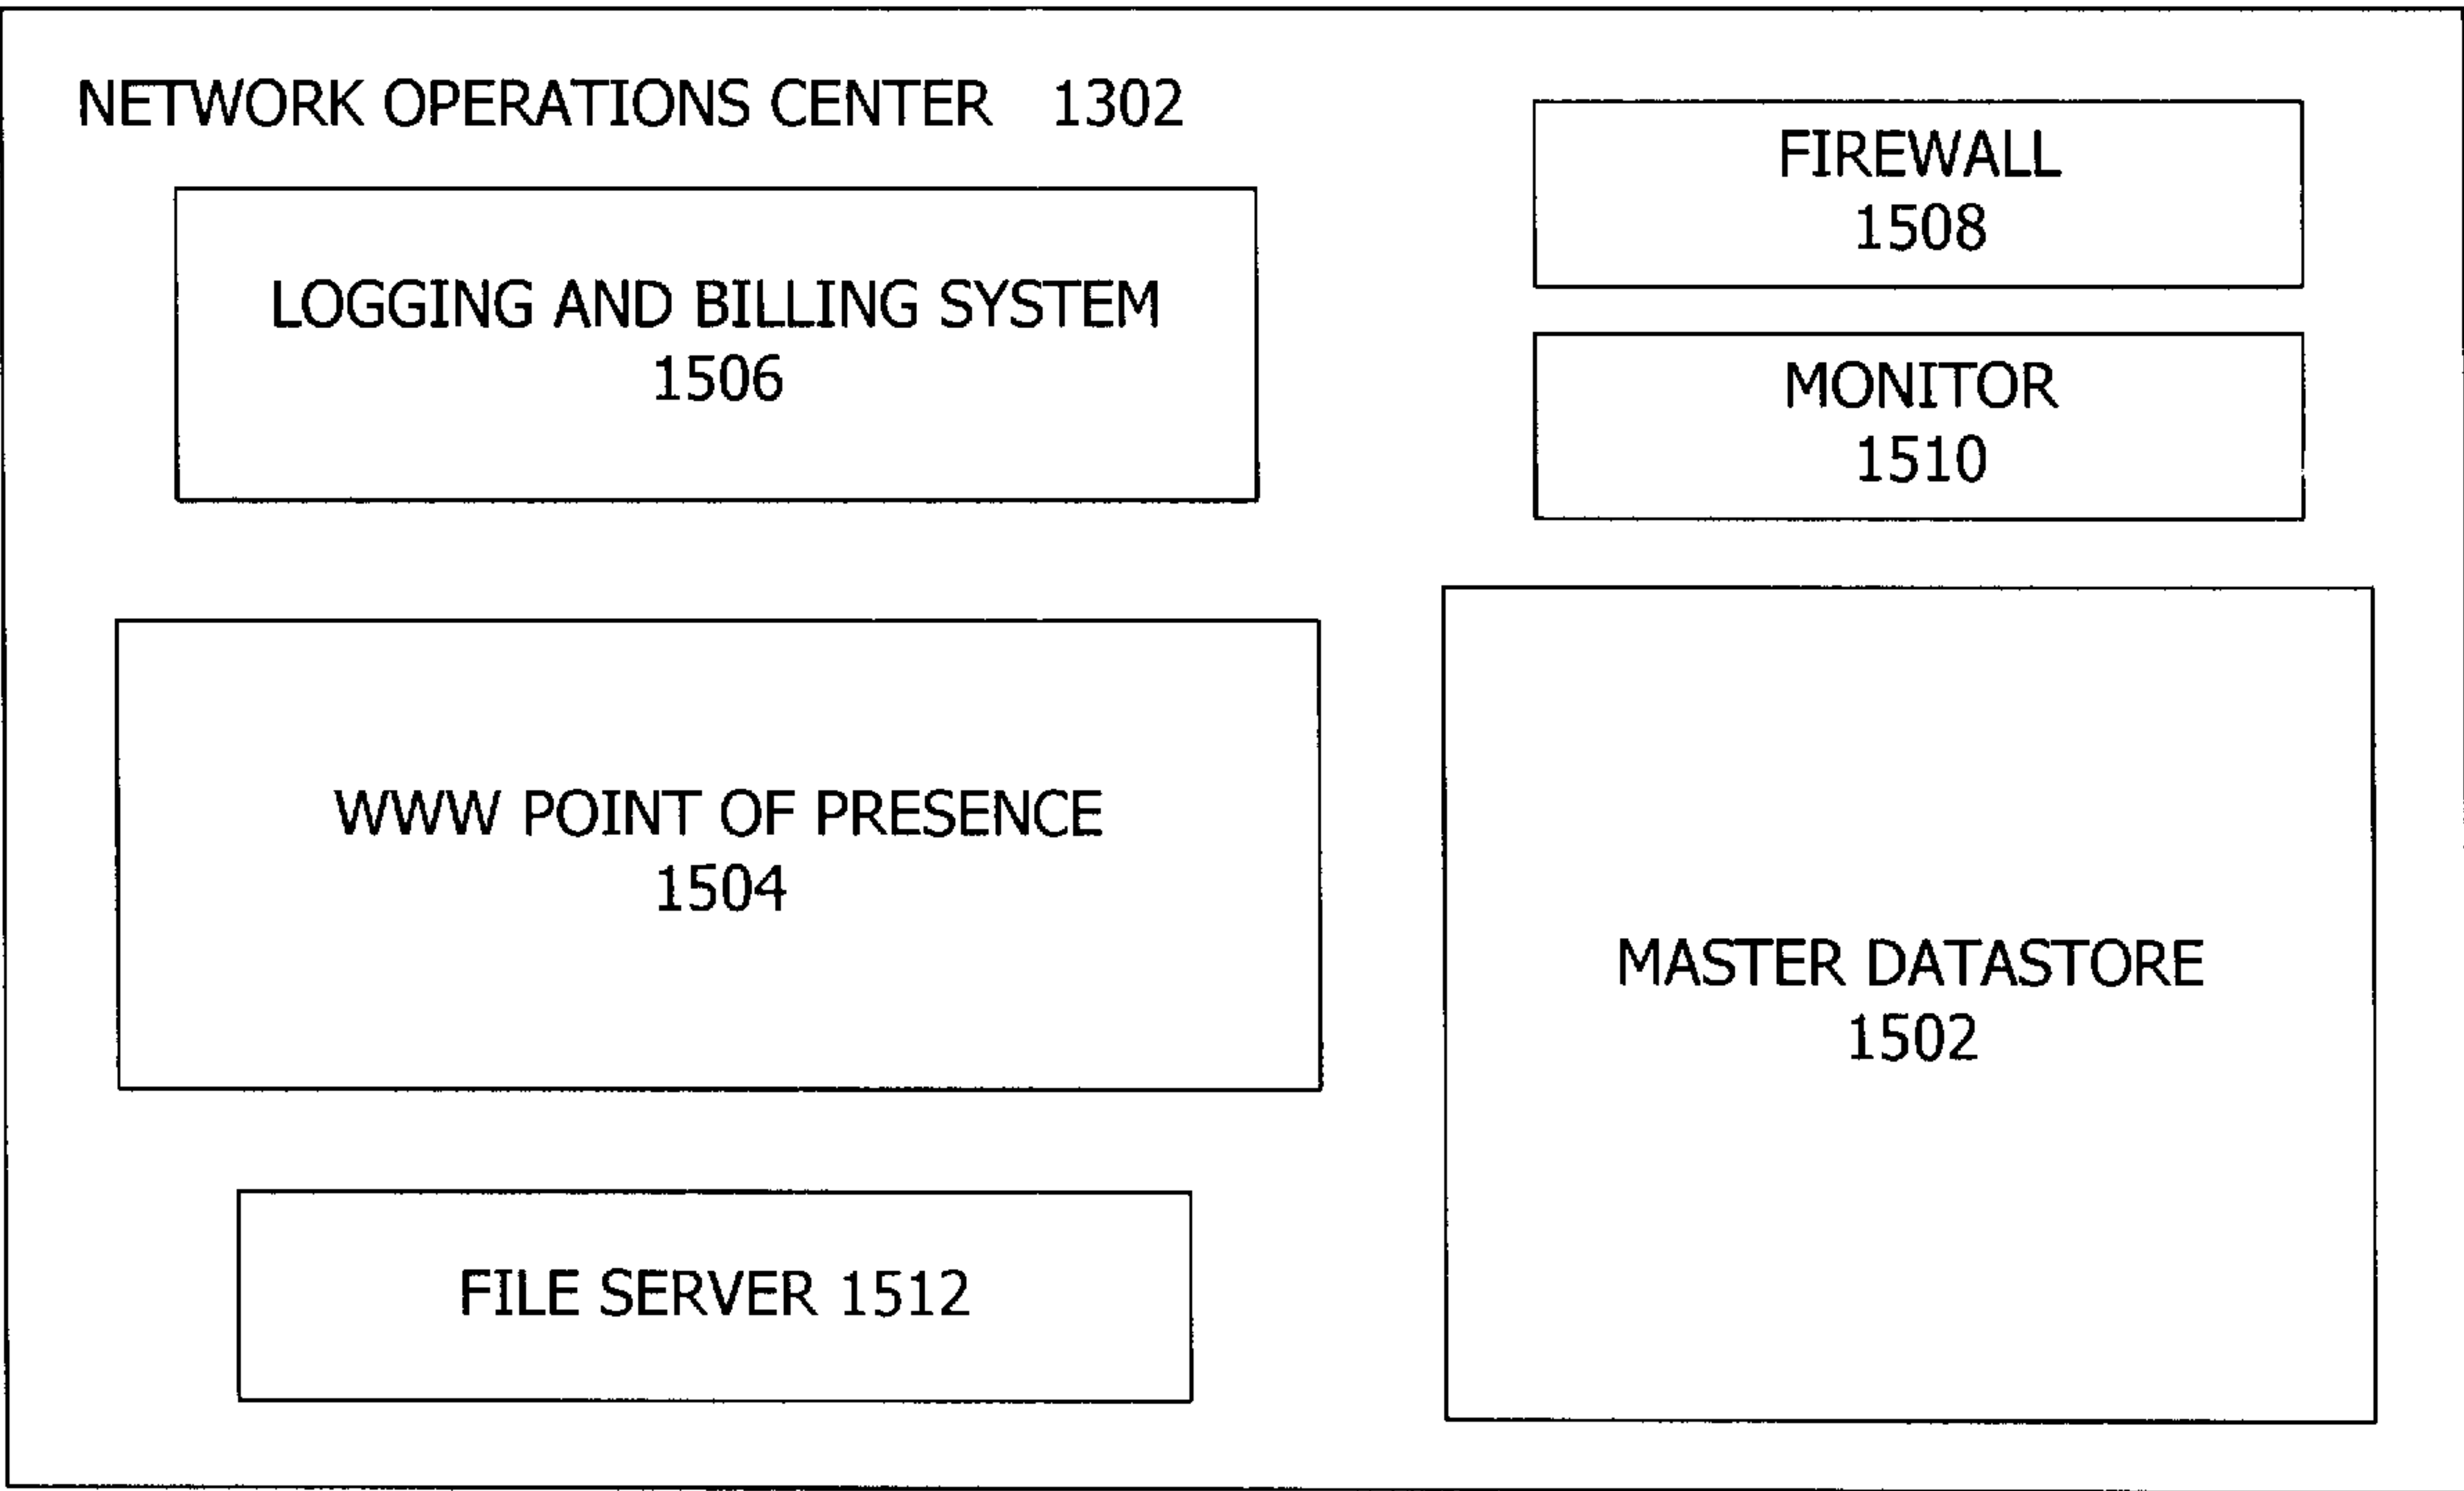 NETWORK OPERATIONS CENTER 1302
LOGGING AND BILLING SYSTEM
1506
FIREWALL
1508
MONITOR
1510
WWW POINT OF PRESENCE
1504
MASTER DATASTORE
1502
FILE SERVER 1512